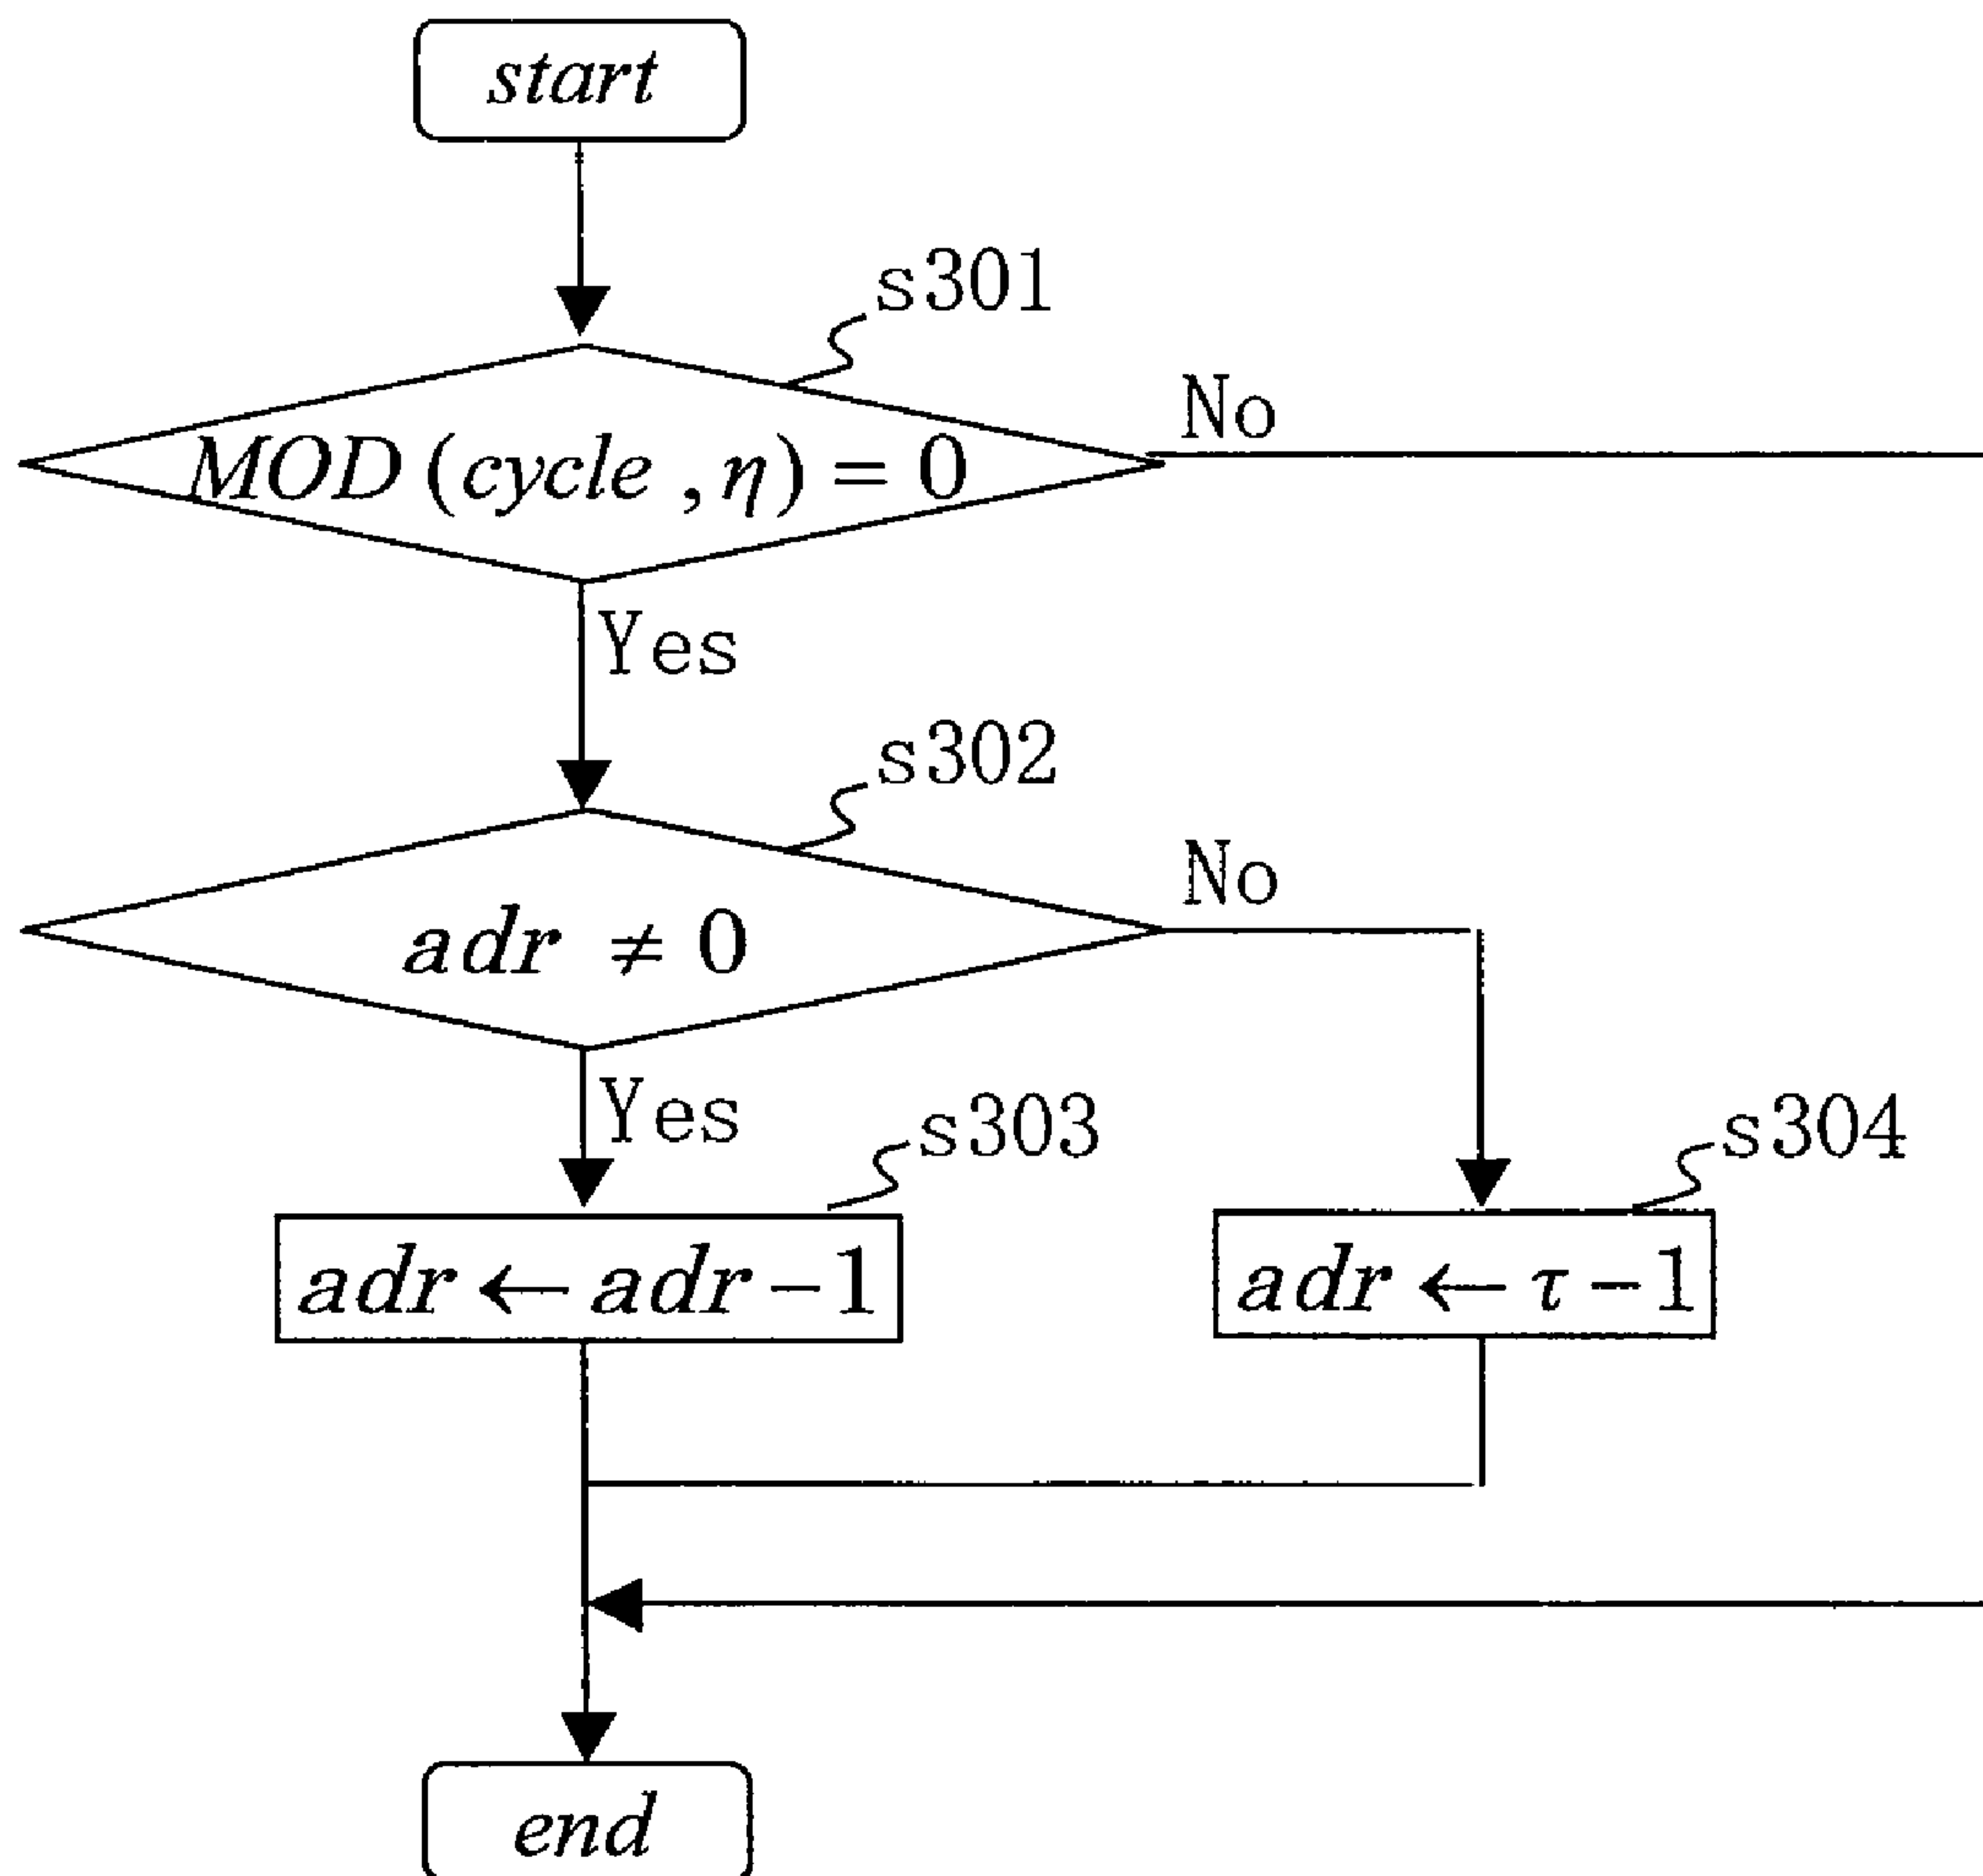 start
s301
No
MOD(cycle ,η)=0
Yes
s302
No
adr ≠ 0
Yes
s303
s304
adr←adr−1
adr←τ−1
end